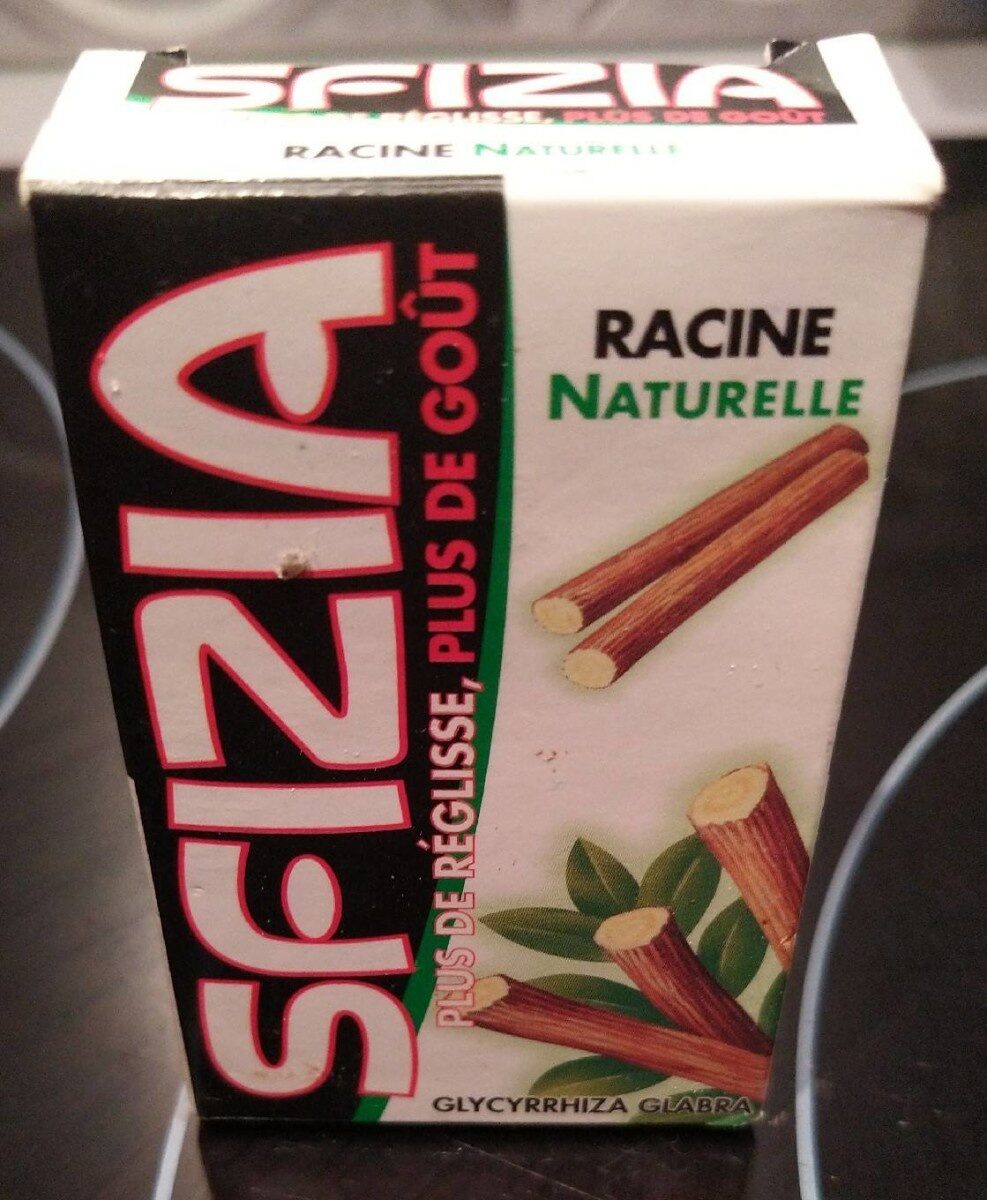 SFIZIA
RÉGLISSE, PLUS DE GOÛT
RACINE NATURELLE
SFIZIA
PLUS DE RÉGLISSE, PLUS DE GOÛT
RACINE
NATURELLE
GLYCYRRHIZA GLABRA